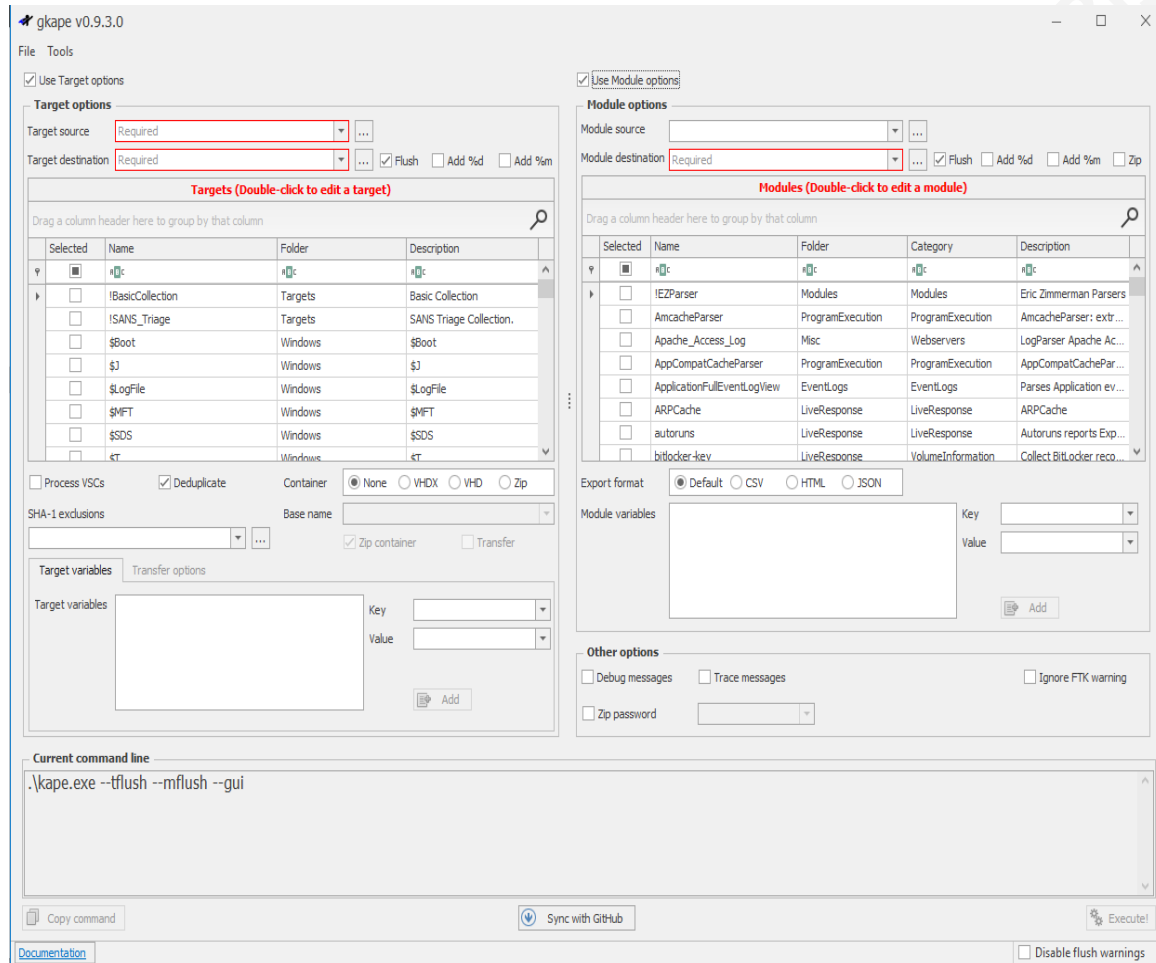 gkape v0.9.3.0
File Tools
Use Target options
Target options
Target source Required ...
Target destination Required ... Flush Add %d Add %m
Targets (Double-click to edit a target)
Drag a column header here to group by that column
Selected Name Folder Description
!BasicCollection Targets Basic Collection
!SANS_Triage Targets SANS Triage Collection.
$Boot Windows $Boot
$J Windows $J
$LogFile Windows $LogFile
$MFT Windows $MFT
$SDS Windows $SDS
$T Windows $T
Process VSCs Deduplicate Container None VHDX VHD Zip
SHA-1 exclusions Base name
... Zip container Transfer
Target variables Transfer options
Target variables Key
Value
Add
Use Module options
Module options
Module source ...
Module destination Required ... Flush Add %d Add %m Zip
Modules (Double-click to edit a module)
Drag a column header here to group by that column
Selected Name Folder Category Description
!EZParser Modules Modules Eric Zimmerman Parsers
AmcacheParser ProgramExecution ProgramExecution AmcacheParser: extr...
Apache_Access_Log Misc Webservers LogParser Apache Ac...
AppCompatCacheParser ProgramExecution ProgramExecution AppCompatCachePar...
ApplicationFullEventLogView EventLogs EventLogs Parses Application ev...
ARPCache LiveResponse LiveResponse ARPCache
autoruns LiveResponse LiveResponse Autoruns reports Exp...
bitlocker-key LiveResponse VolumeInformation Collect BitLocker reco...
Export format Default CSV HTML JSON
Module variables Key
Value
Add
Other options
Debug messages Trace messages Ignore FTK warning
Zip password
Current command line
.\kape.exe --tflush --mflush --gui
Copy command Sync with GitHub Execute!
Documentation Disable flush warnings